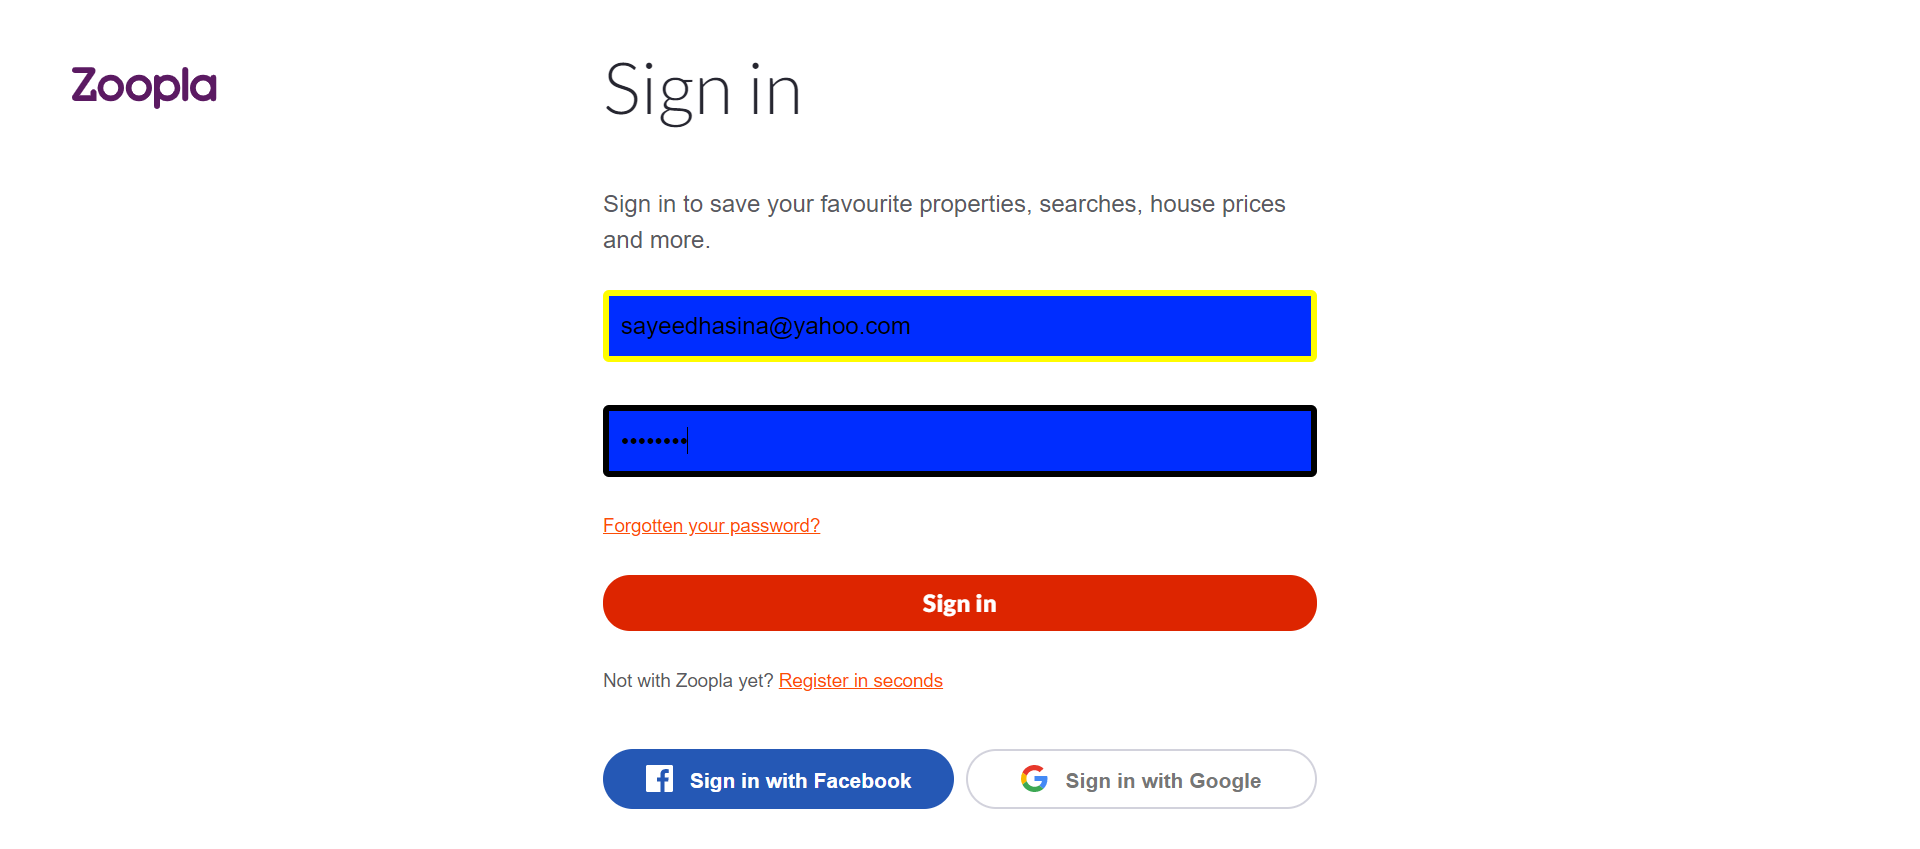 Zoopla
Sign in
Sign in to save your favourite properties, searches, house prices
and more.
sayeedhasina@yahoo.com
••••••••
Forgotten your password?
Sign in
Not with Zoopla yet? Register in seconds
Sign in with Facebook
Sign in with Google